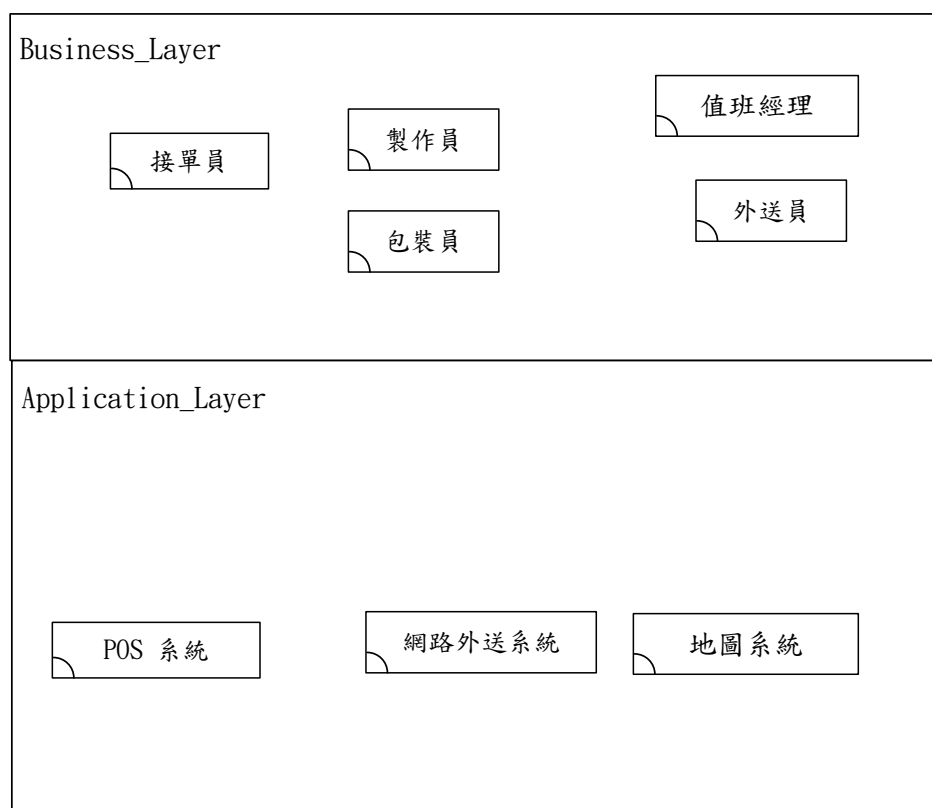 Business_Layer
值班經理
製作員
接單員
外送員
包裝員
Application_Layer
POS 系統
網路外送系統
地圖系統